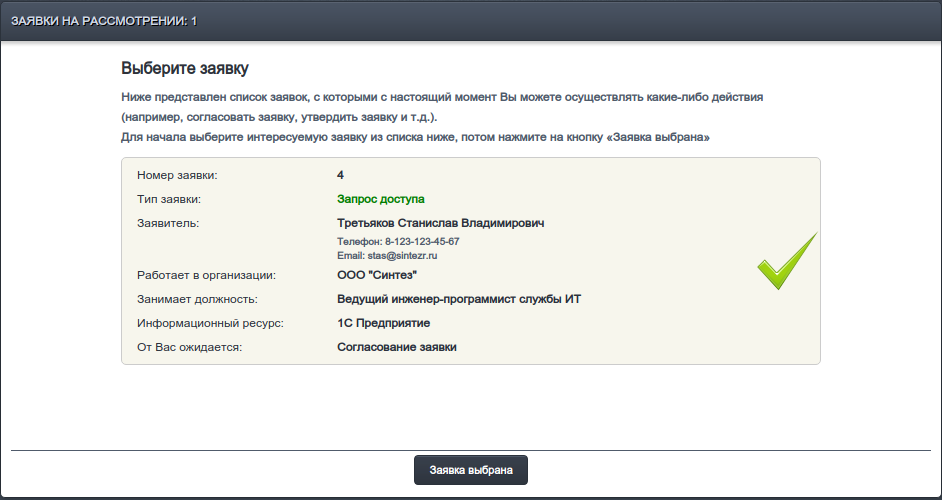 ЗАЯВКИ НА РАССМОТРЕНИИ: 1
Выберите заявку
Ниже представлен список заявок, с которыми с настоящий момент Вы можете осуществлять какие-либо действия
(например, согласовать заявку, утвердить заявку и т.д.).
Для начала выберите интересуемую заявку из списка ниже, потом нажмите на кнопку «Заявка выбрана»
Номер заявки: 4
Тип заявки: Запрос доступа
Заявитель: Третьяков Станислав Владимирович
Телефон: 8-123-123-45-67
Email: stas@sintezr.ru
Работает в организации: ООО "Синтез"
Занимает должность: Ведущий инженер-программист службы ИТ
Информационный ресурс: 1С Предприятие
От Вас ожидается: Согласование заявки
Заявка выбрана